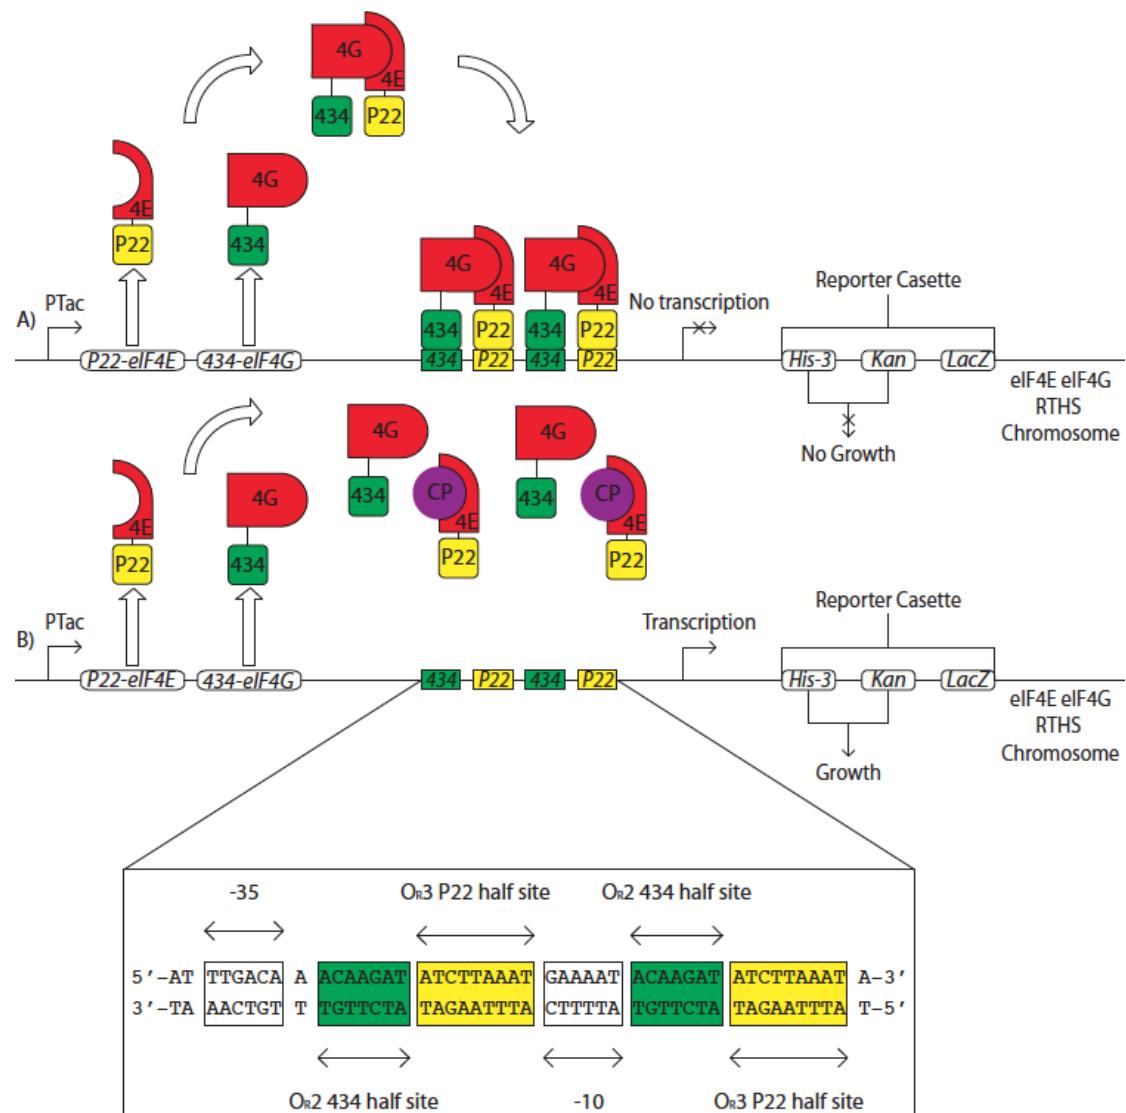 4G
4E
434 P22
4G
4E
P22 434
4G 4G
4E 4E
434 P22 434 P22
A) PTac
No transcription
Reporter Casette
P22-eIF4E 434-eIF4G 434 P22 434 P22 His-3 Kan LacZ
eIF4E eIF4G
RTHS
Chromosome
No Growth
4G 4G
CP CP
434 4E 434 4E
P22 P22
4G
4E
P22 434
B) PTac
Transcription
Reporter Casette
P22-eIF4E 434-eIF4G 434 P22 434 P22 His-3 Kan LacZ
eIF4E eIF4G
RTHS
Chromosome
Growth
-35 OR3 P22 half site OR2 434 half site
5'-AT TTGACA A ACAAGAT ATCTTAAAT GAAAAT ACAAGAT ATCTTAAAT A-3'
3'-TA AACTGT T TGTTCTA TAGAATTTA CTTTTA TGTTCTA TAGAATTTA T-5'
OR2 434 half site -10 OR3 P22 half site